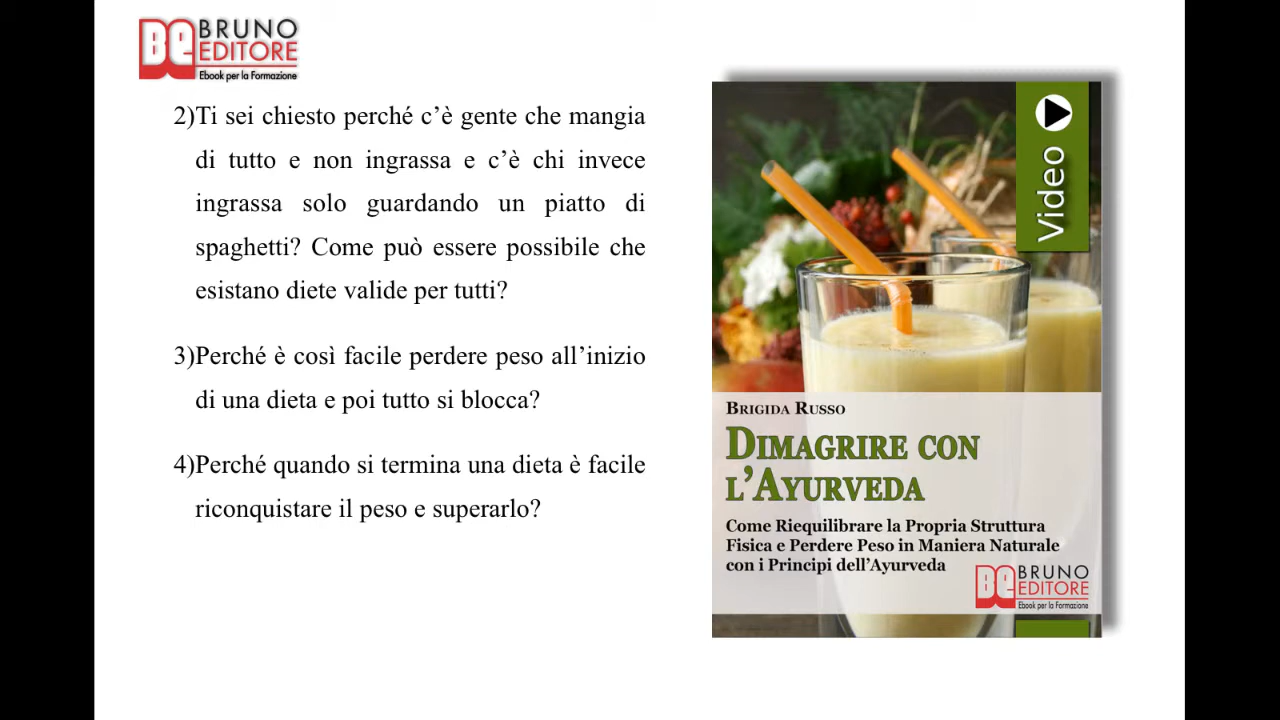 BRUNO
EDITORE
Ebook per la Formazione
2)Ti sei chiesto perché c'è gente che mangia
di tutto e non ingrassa e c'è chi invece
ingrassa solo guardando un piatto di
spaghetti? Come può essere possibile che
esistano diete valide per tutti?
3)Perché è così facile perdere peso all'inizio
di una dieta e poi tutto si blocca?
4)Perché quando si termina una dieta è facile
riconquistare il peso e superarlo?
Video
BRIGIDA RUSSO
DIMAGRIRE CON
L'AYURVEDA
Come Riequilibrare la Propria Struttura
Fisica e Perdere Peso in Maniera Naturale
con i Principi dell'Ayurveda
BRUNO
EDITORE
Ebook per la Formazione